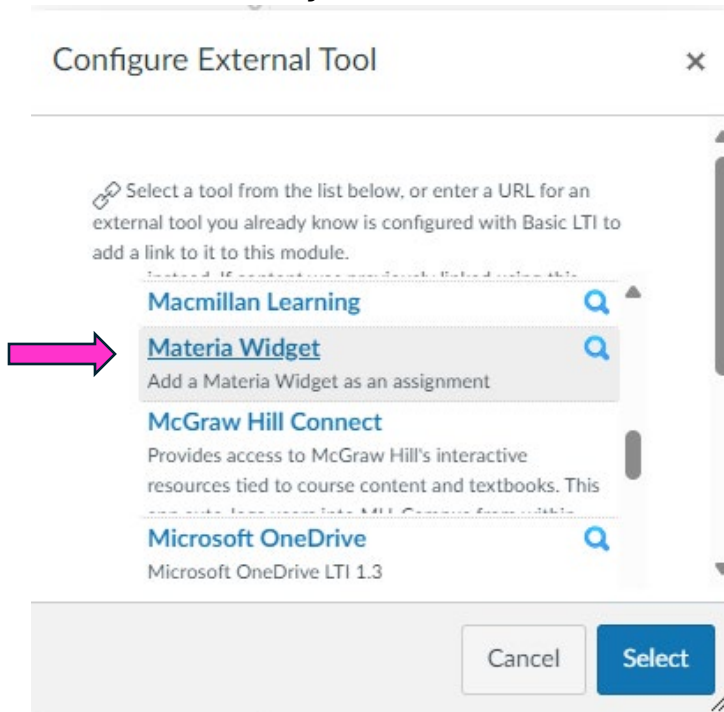 Configure External Tool
Select a tool from the list below, or enter a URL for an
external tool you already know is configured with Basic LTI to
add a link to it to this module.
Macmillan Learning
Materia Widget
Add a Materia Widget as an assignment
McGraw Hill Connect
Provides access to McGraw Hill's interactive
resources tied to course content and textbooks. This
Microsoft OneDrive
Microsoft OneDrive LTI 1.3
Cancel
Select